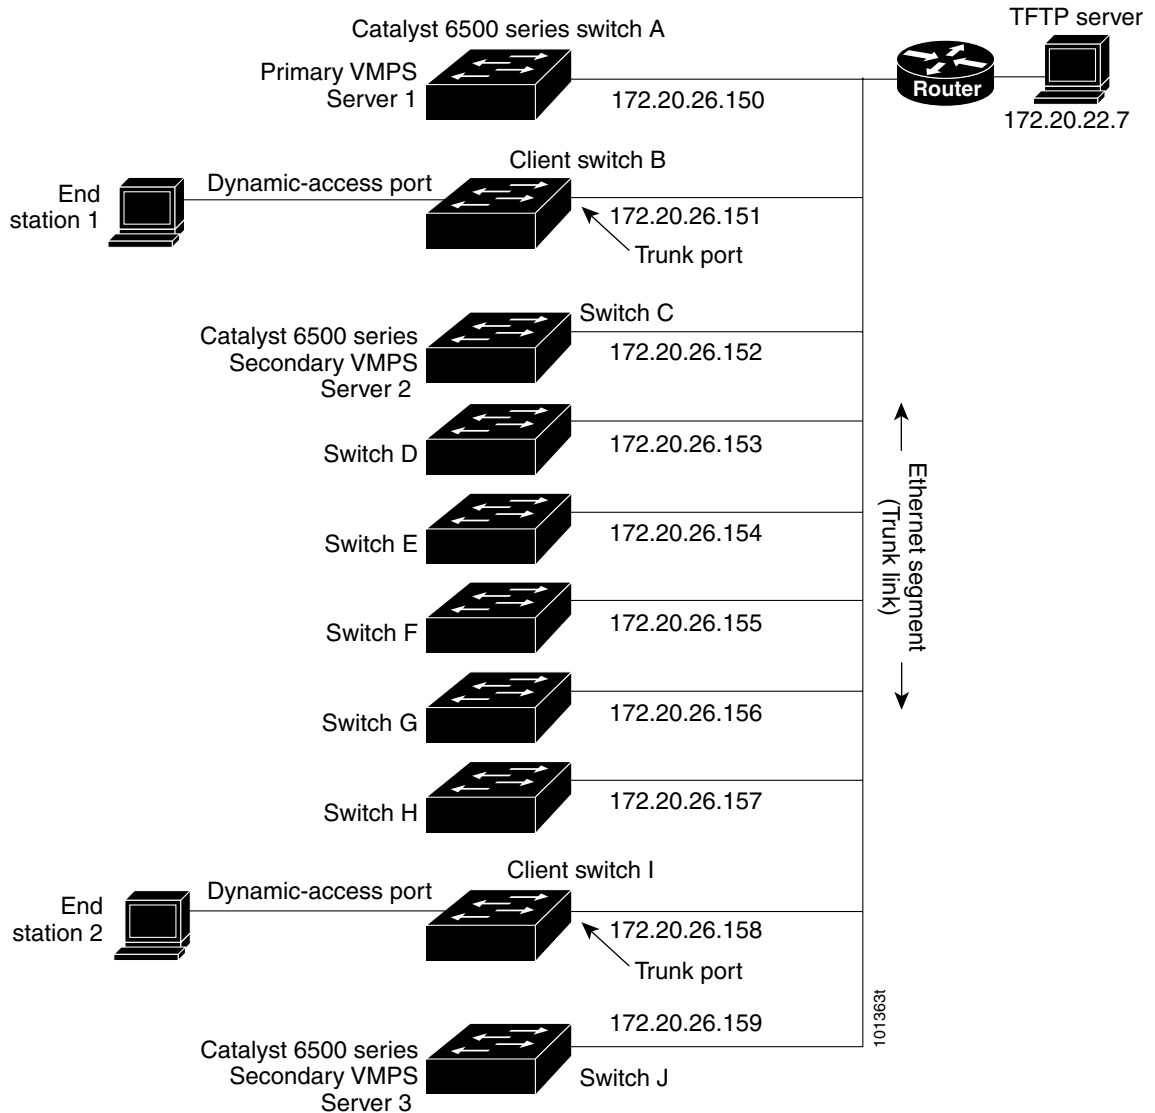 TFTP server
Catalyst 6500 series switch A
Primary VMPS
Server 1
172.20.26.150
Router
172.20.22.7
Client switch B
End
station 1
Dynamic-access port
172.20.26.151
Trunk port
Switch C
Catalyst 6500 series
Secondary VMPS
Server 2
172.20.26.152
Switch D
172.20.26.153
Switch E
172.20.26.154
Switch F
172.20.26.155
Switch G
172.20.26.156
Switch H
172.20.26.157
Ethernet segment
(Trunk link)
Client switch I
End
station 2
Dynamic-access port
172.20.26.158
Trunk port
172.20.26.159
Catalyst 6500 series
Secondary VMPS
Server 3
Switch J
101363t